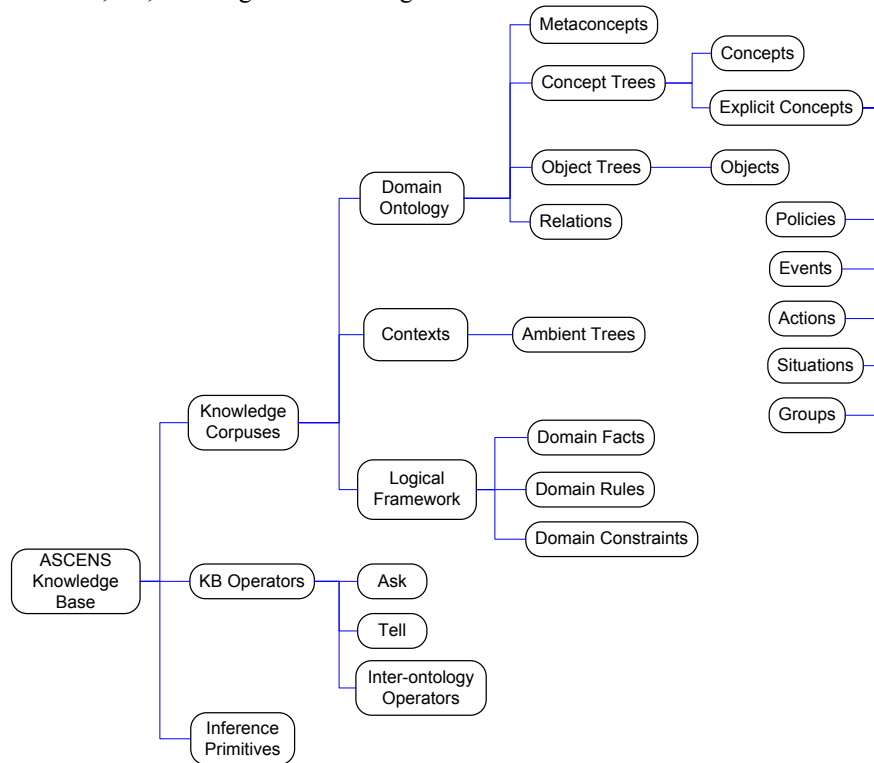 Metaconcepts
Concepts
Concept Trees
Explicit Concepts
Object Trees
Objects
Domain
Ontology
Relations
Policies
Events
Contexts
Ambient Trees
Actions
Situations
Knowledge
Corpuses
Groups
Domain Facts
Logical
Framework
Domain Rules
Domain Constraints
ASCENS
Knowledge
Base
KB Operators
Ask
Tell
Inter-ontology
Operators
Inference
Primitives